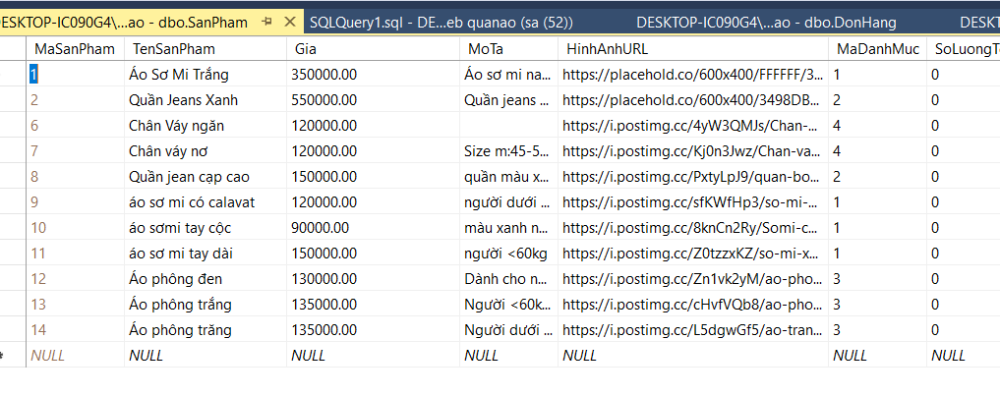 DESKTOP-IC090G4\...ao - dbo.SanPham SQLQuery1.sql - DE...eb quanao (sa (52)) DESKTOP-IC090G4\...ao - dbo.DonHang DESKT
MaSanPham TenSanPham Gia MoTa HinhAnhURL MaDanhMuc SoLuongT
1 Áo Sơ Mi Trắng 350000.00 Áo sơ mi na... https://placehold.co/600x400/FFFFFF/3... 1 0
2 Quần Jeans Xanh 550000.00 Quần jeans ... https://placehold.co/600x400/3498DB... 2 0
6 Chân Váy ngăn 120000.00 https://i.postimg.cc/4yW3QMJs/Chan-... 4 0
7 Chân váy nơ 120000.00 Size m:45-5... https://i.postimg.cc/Kj0n3Jwz/Chan-va... 4 0
8 Quần jean cạp cao 150000.00 quần màu x... https://i.postimg.cc/PxtyLpJ9/quan-bo... 2 0
9 áo sơ mi có calavat 120000.00 người dưới ... https://i.postimg.cc/sfKWfHp3/so-mi-... 1 0
10 áo sơmi tay cộc 90000.00 màu xanh n... https://i.postimg.cc/8knCn2Ry/Somi-c... 1 0
11 áo sơ mi tay dài 150000.00 người <60kg https://i.postimg.cc/Z0tzzxKZ/so-mi-x... 1 0
12 Áo phông đen 130000.00 Dành cho n... https://i.postimg.cc/Zn1vk2yM/ao-pho... 3 0
13 Áo phông trắng 135000.00 Người <60k... https://i.postimg.cc/cHvfVQb8/ao-pho... 3 0
14 Áo phông trăng 135000.00 Người dưới ... https://i.postimg.cc/L5dgwGf5/ao-tran... 3 0
NULL NULL NULL NULL NULL NULL NULL